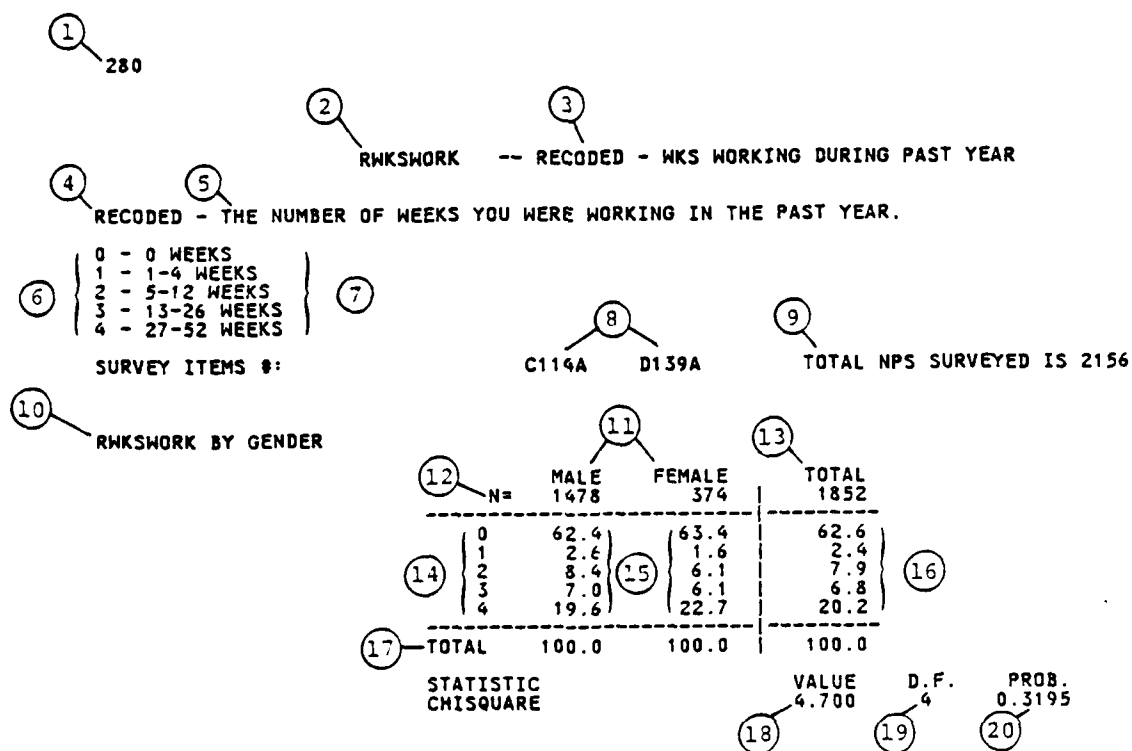 1
280
2 3
RWKSWORK -- RECODED - WKS WORKING DURING PAST YEAR
4 5
RECODED - THE NUMBER OF WEEKS YOU WERE WORKING IN THE PAST YEAR.
0 - 0 WEEKS
1 - 1-4 WEEKS
6 2 - 5-12 WEEKS 7
3 - 13-26 WEEKS
4 - 27-52 WEEKS
8 9
SURVEY ITEMS #: C114A D139A TOTAL NPS SURVEYED IS 2156
10
RWKSWORK BY GENDER
11 13
MALE FEMALE TOTAL
12 N= 1478 374 1852
0 62.4 63.4 62.6
1 2.6 1.6 2.4
14 2 8.4 15 6.1 7.9 16
3 7.0 6.1 6.8
4 19.6 22.7 20.2
17 TOTAL 100.0 100.0 100.0
STATISTIC VALUE D.F. PROB.
CHISQUARE 4.700 4 0.3195
18 19 20